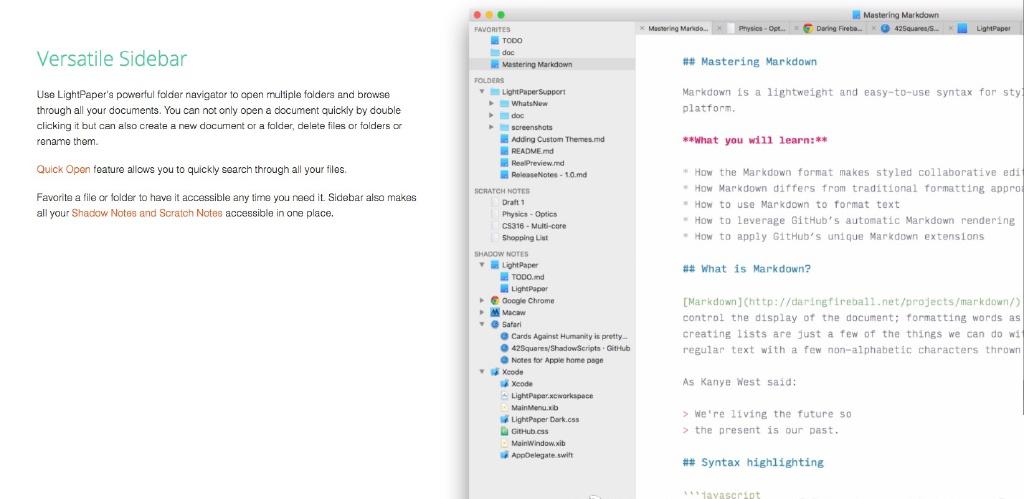 Versatile Sidebar
Use LightPaper's powerful folder navigator to open multiple folders and browse
through all your documents. You can not only open a document quickly by double
clicking it but can also create a new document or a folder, delete files or folders or
rename them.
Quick Open feature allows you to quickly search through all your files.
Favorite a file or folder to have it accessible any time you need it. Sidebar also makes
all your Shadow Notes and Scratch Notes accessible in one place.
Mastering Markdown
FAVORITES
TODO
doc
Mastering Markdown
FOLDERS
LightPaperSupport
WhatsNew
doc
screenshots
Adding Custom Themes.md
README.md
RealPreview.md
ReleaseNotes - 1.0.md
SCRATCH NOTES
Draft 1
Physics - Optics
CS316 - Multi-core
Shopping List
SHADOW NOTES
LightPaper
TODO.md
LightPaper
Google Chrome
Macaw
Safari
Cards Against Humanity is pretty...
42Squares/ShadowScripts · GitHub
Notes for Apple home page
Xcode
Xcode
LightPaper.xcworkspace
MainMenu.xib
LightPaper Dark.css
GitHub.css
MainWindow.xib
AppDelegate.swift
Mastering Markdo... Physics - Opt... Daring Fireba... 42Squares/S... LightPaper
## Mastering Markdown
Markdown is a lightweight and easy-to-use syntax for styl
platform.
**What you will learn:**
* How the Markdown format makes styled collaborative edit
* How Markdown differs from traditional formatting approa
* How to use Markdown to format text
* How to leverage GitHub's automatic Markdown rendering
* How to apply GitHub's unique Markdown extensions
## What is Markdown?
[Markdown](http://daringfireball.net/projects/markdown/)
control the display of the document; formatting words as
creating lists are just a few of the things we can do wit
regular text with a few non-alphabetic characters thrown
As Kanye West said:
> We're living the future so
> the present is our past.
## Syntax highlighting
```javascript